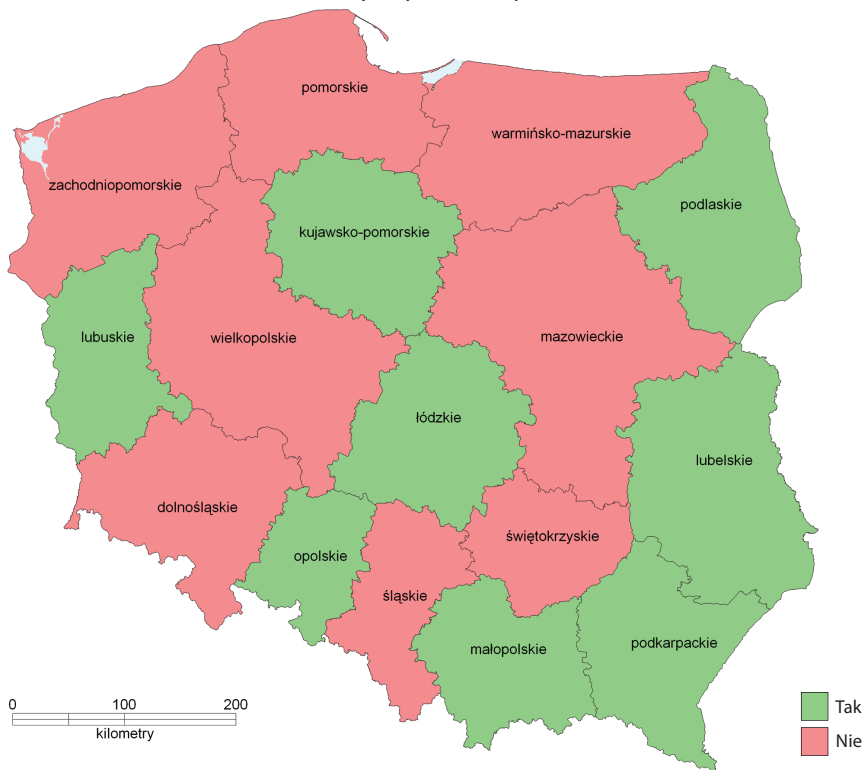 pomorskie
warmińsko-mazurskie
zachodniopomorskie
podlaskie
kujawsko-pomorskie
lubuskie
wielkopolskie
mazowieckie
łódzkie
lubelskie
dolnośląskie
świętokrzyskie
opolskie
śląskie
małopolskie
podkarpackie
0 100 200
kilometry
Tak
Nie